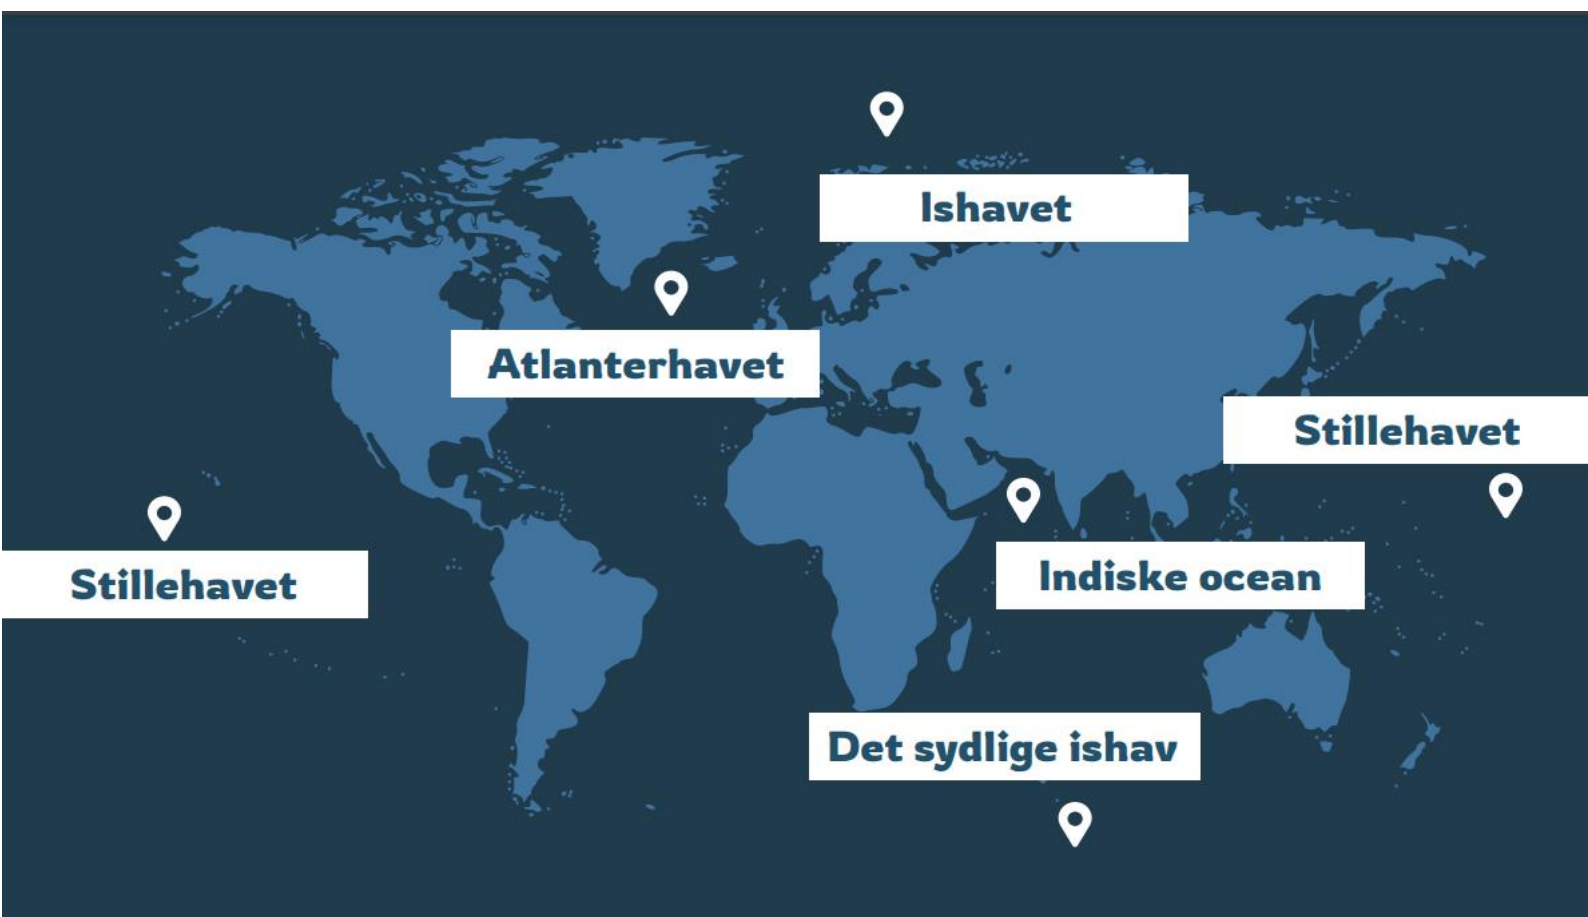 Ishavet
Atlanterhavet
Stillehavet
Stillehavet
Indiske ocean
Det sydlige ishav